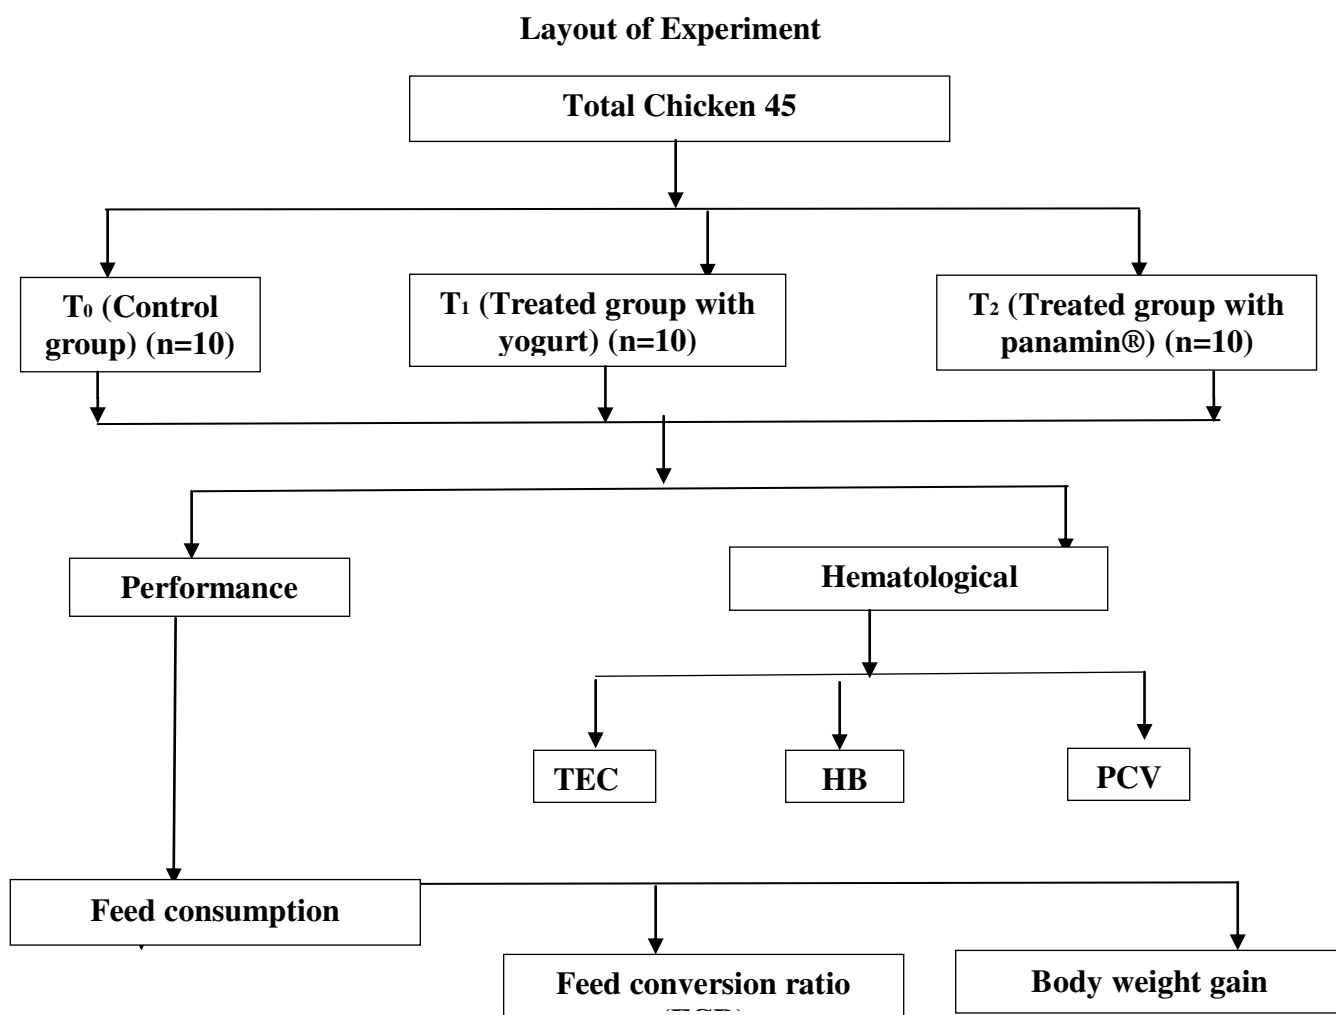 Layout of Experiment
Total Chicken 45
T₀ (Control
group) (n=10)
T₁ (Treated group with
yogurt) (n=10)
T₂ (Treated group with
panamin®) (n=10)
Performance
Hematological
TEC
HB
PCV
Feed consumption
Feed conversion ratio
(FCR)
Body weight gain